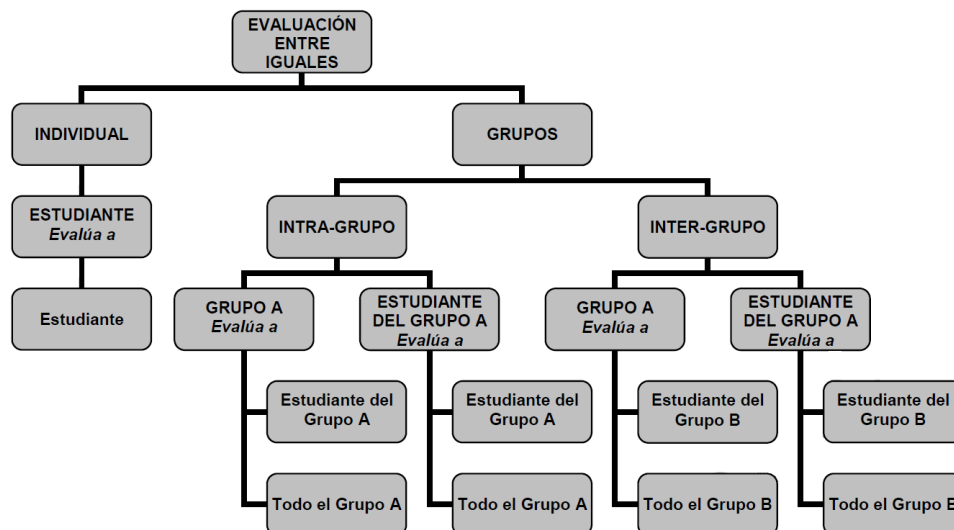 EVALUACIÓN
ENTRE
IGUALES
INDIVIDUAL
GRUPOS
ESTUDIANTE
Evalúa a
INTRA-GRUPO
INTER-GRUPO
Estudiante
GRUPO A
Evalúa a
ESTUDIANTE
DEL GRUPO A
Evalúa a
GRUPO A
Evalúa a
ESTUDIANTE
DEL GRUPO A
Evalúa a
Estudiante del
Grupo A
Estudiante del
Grupo A
Estudiante del
Grupo B
Estudiante del
Grupo B
Todo el Grupo A
Todo el Grupo A
Todo el Grupo B
Todo el Grupo